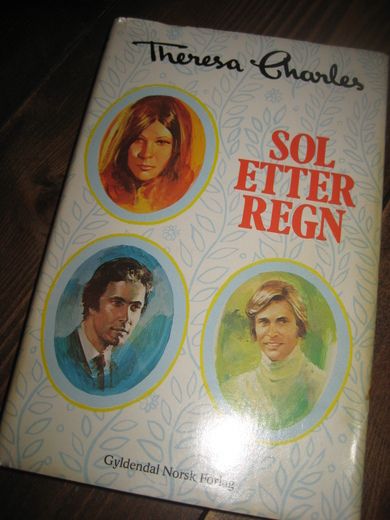 Theresa Charles
SOL
ETTER
REGN
Gyldendal Norsk Forlag